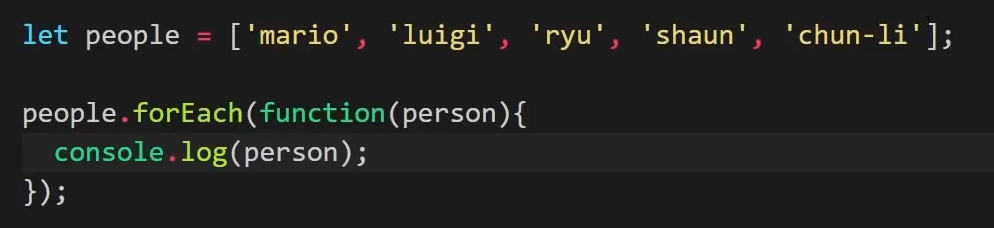 let people = ['mario', 'luigi', 'ryu', 'shaun', 'chun-li'];
people.forEach(function(person){
  console.log(person);
});